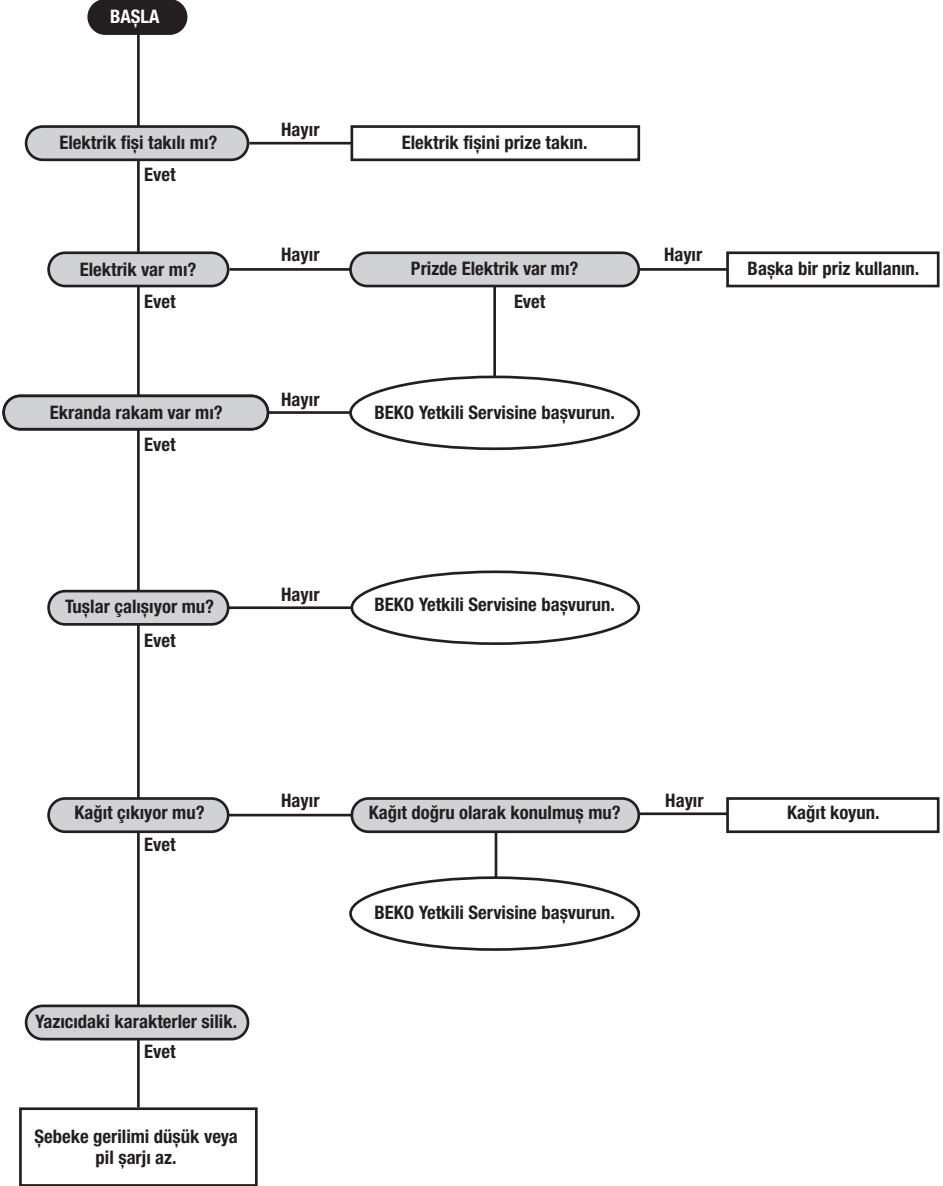 BAŞLA
Elektrik fişi takılı mı?
Hayır
Elektrik fişini prize takın.
Evet
Elektrik var mı?
Hayır
Prizde Elektrik var mı?
Hayır
Başka bir priz kullanın.
Evet
Evet
Ekranda rakam var mı?
Hayır
BEKO Yetkili Servisine başvurun.
Evet
Tuşlar çalışıyor mu?
Hayır
BEKO Yetkili Servisine başvurun.
Evet
Kağıt çıkıyor mu?
Hayır
Kağıt doğru olarak konulmuş mu?
Hayır
Kağıt koyun.
Evet
BEKO Yetkili Servisine başvurun.
Yazıcıdaki karakterler silik.
Evet
Şebeke gerilimi düşük veya
pil şarjı az.